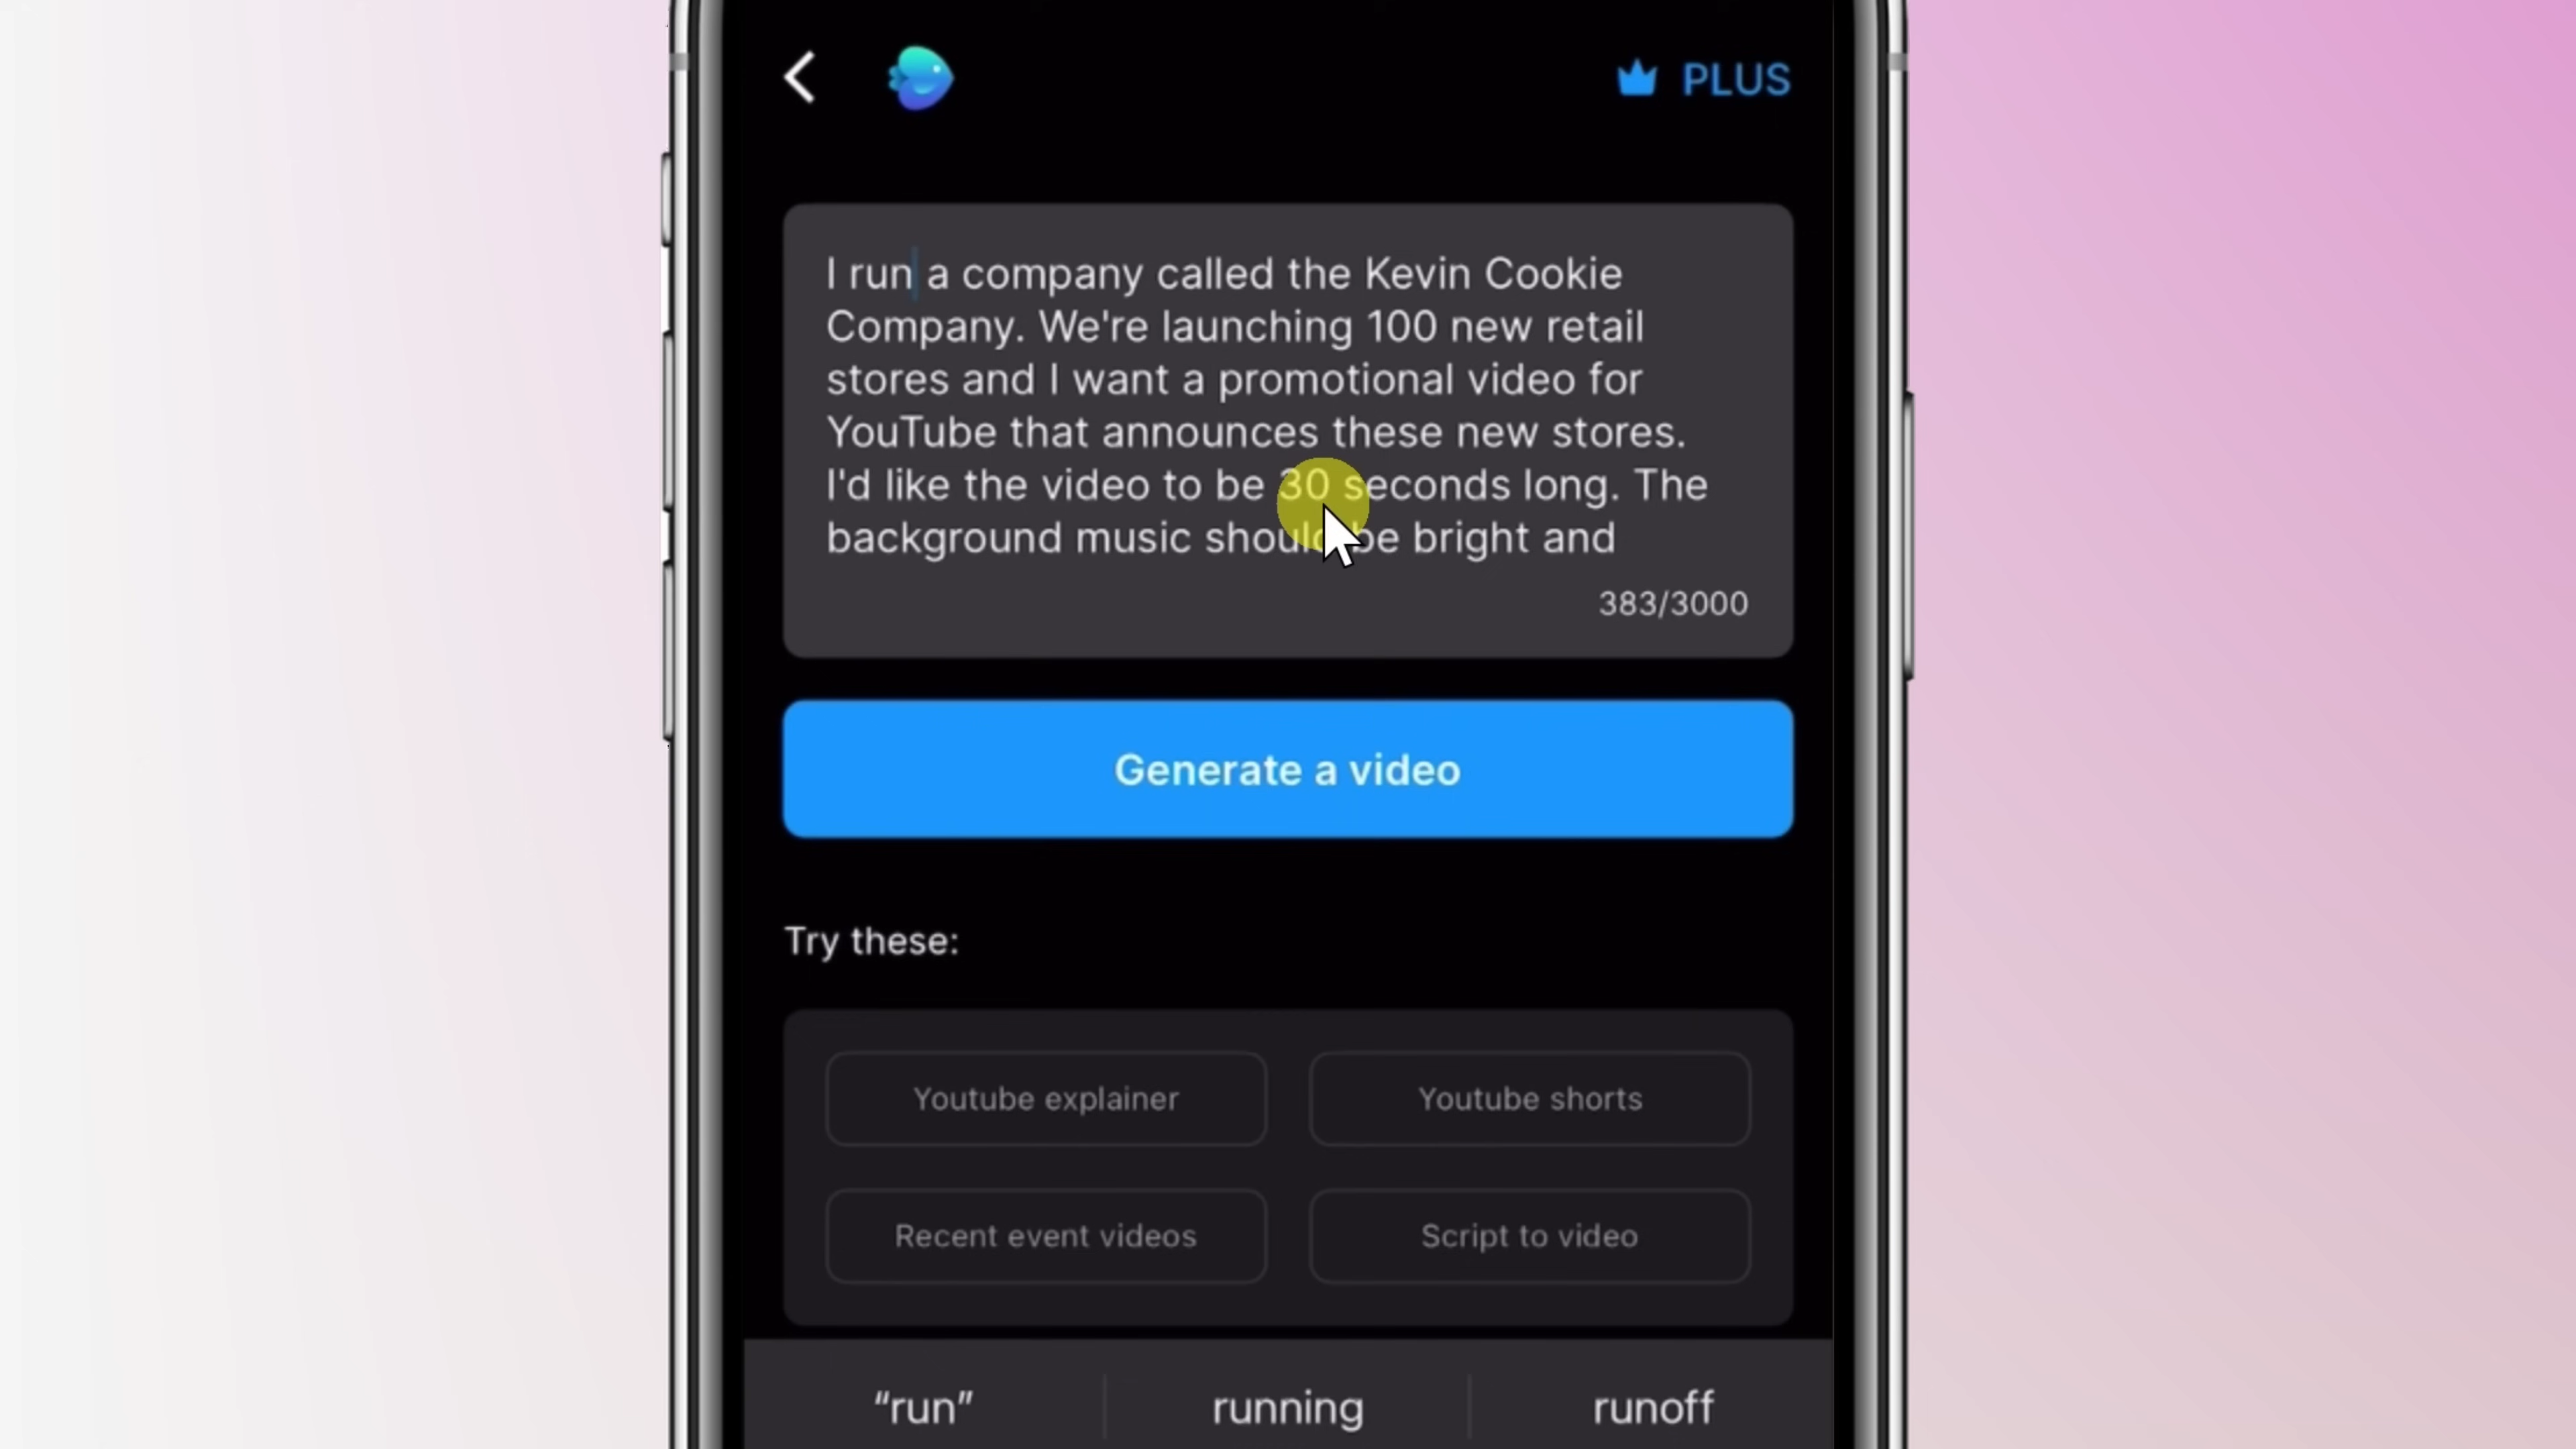 PLUS
I run a company called the Kevin Cookie
Company. We're launching 100 new retail
stores and I want a promotional video for
YouTube that announces these new stores.
I'd like the video to be 30 seconds long. The
background music should be bright and
383/3000
Generate a video
Try these:
Youtube explainer
Youtube shorts
Recent event videos
Script to video
“run”
running
runoff